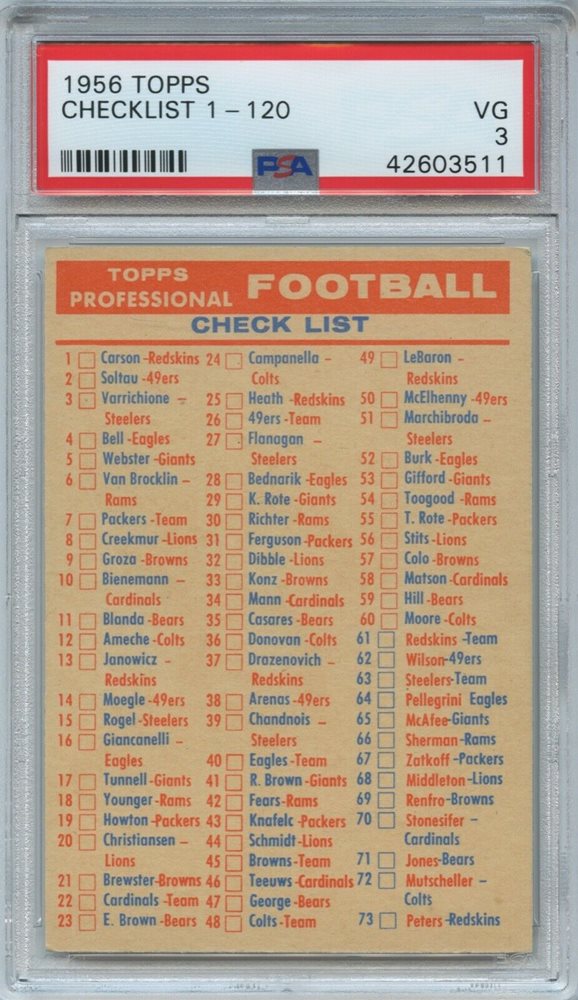 1956 TOPPS
CHECKLIST 1-120
VG
3
PSA
42603511
TOPPS
PROFESSIONAL
FOOTBALL
CHECK LIST
1 Carson-Redskins
2 Soltau-49ers
3 Varrichione -
Steelers
4 Bell-Eagles
5 Webster-Giants
6 Van Brocklin-
Rams
7 Packers-Team
8 Creekmur-Lions
9 Groza-Browns
10 Bienemann -
Cardinals
11 Blanda-Bears
12 Ameche-Colts
13 Janowicz -
Redskins
14 Moegle-49ers
15 Rogel-Steelers
16 Giancanelli -
Eagles
17 Tunnell-Giants
18 Younger-Rams
19 Howton-Packers
20 Christiansen -
Lions
21 Brewster-Browns
22 Cardinals-Team
23 E. Brown-Bears
24 Campanella -
Colts
25 Heath-Redskins
26 49ers-Team
27 Flanagan -
Steelers
28 Bednarik-Eagles
29 K. Rote-Giants
30 Richter-Rams
31 Ferguson-Packers
32 Dibble-Lions
33 Konz-Browns
34 Mann-Cardinals
35 Casares-Bears
36 Donovan-Colts
37 Drazenovich -
Redskins
38 Arenas-49ers
39 Chandnois -
Steelers
40 Eagles-Team
41 R. Brown-Giants
42 Fears-Rams
43 Knafelc-Packers
44 Schmidt-Lions
45 Browns-Team
46 Teeuws-Cardinals
47 George-Bears
48 Colts-Team
49 LeBaron -
Redskins
50 McElhenny-49ers
51 Marchibroda -
Steelers
52 Burk-Eagles
53 Gifford-Giants
54 Toogood-Rams
55 T. Rote-Packers
56 Stits-Lions
57 Colo-Browns
58 Matson-Cardinals
59 Hill-Bears
60 Moore-Colts
61 Redskins-Team
62 Wilson-49ers
63 Steelers-Team
64 Pellegrini Eagles
65 McAfee-Giants
66 Sherman-Rams
67 Zatkoff-Packers
68 Middleton-Lions
69 Renfro-Browns
70 Stonesifer -
Cardinals
71 Jones-Bears
72 Mutscheller -
Colts
73 Peters-Redskins